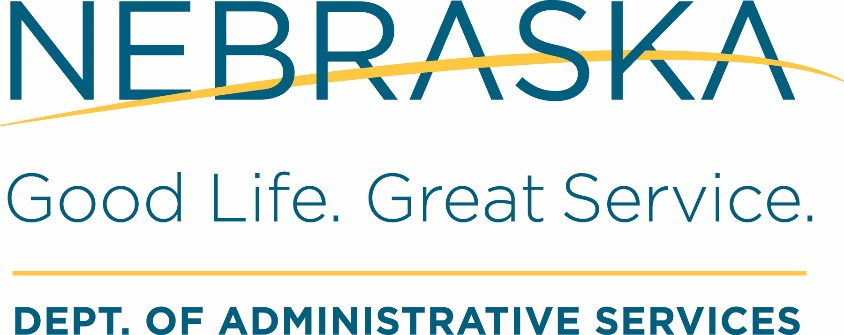 NEBRASKA
Good Life. Great Service.
DEPT. OF ADMINISTRATIVE SERVICES